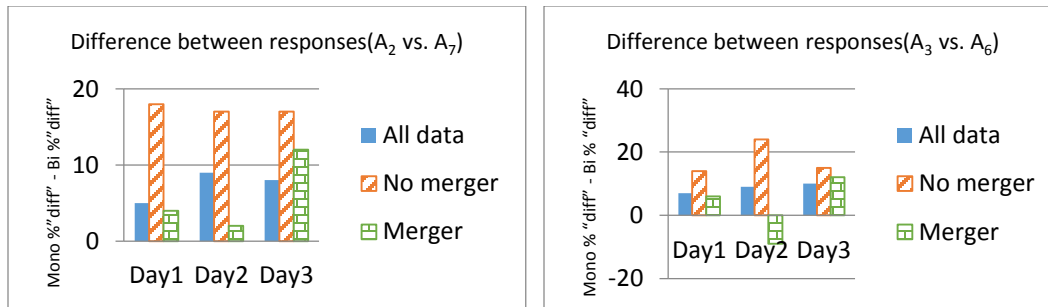 Difference between responses(A₂ vs. A₇)
Mono %"diff" - Bi %"diff"
20
10
0
Day1 Day2 Day3
All data
No merger
Merger
Difference between responses(A₃ vs. A₆)
Mono % “diff” - Bi % “diff”
40
20
0
-20
Day1 Day2 Day3
All data
No merger
Merger